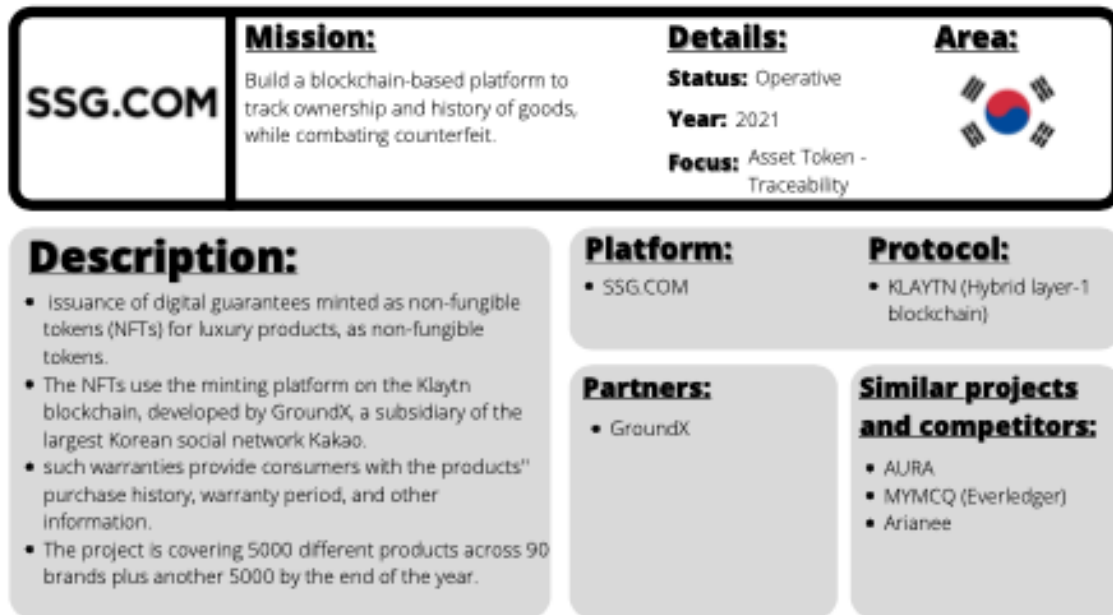 SSG.COM
Mission:
Build a blockchain-based platform to
track ownership and history of goods,
while combating counterfeit.
Details:
Status: Operative
Year: 2021
Focus: Asset Token -
Traceability
Area:
Description:
• issuance of digital guarantees minted as non-fungible
tokens (NFTs) for luxury products, as non-fungible
tokens.
• The NFTs use the minting platform on the Klaytn
blockchain, developed by GroundX, a subsidiary of the
largest Korean social network Kakao.
• such warranties provide consumers with the products"
purchase history, warranty period, and other
information.
• The project is covering 5000 different products across 90
brands plus another 5000 by the end of the year.
Platform:
• SSG.COM
Protocol:
• KLAYTN (Hybrid layer-1
blockchain)
Partners:
• GroundX
Similar projects
and competitors:
• AURA
• MYMCQ (Everledger)
• Arianee